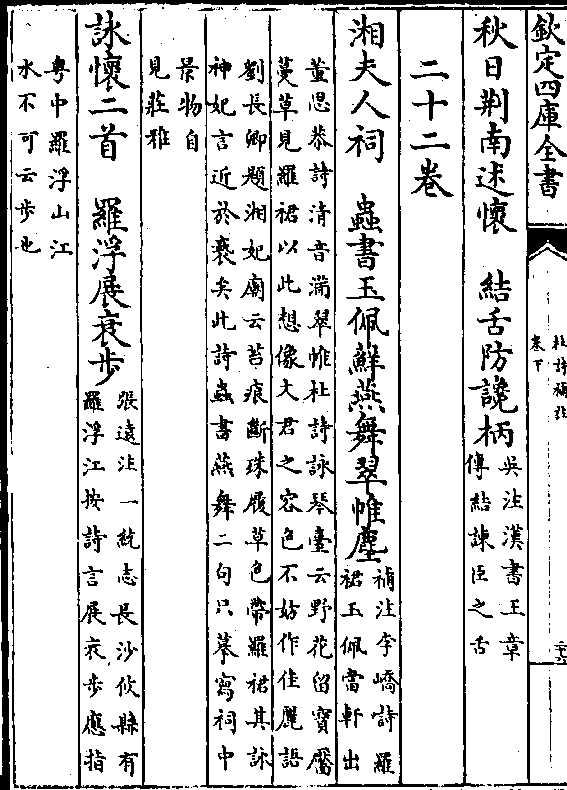 欽定四庫全書
杜詩補註
卷下
二十六
秋日荆南述懷　結舌防讒柄
吳注漢書王章
傳結諫臣之舌
二十二卷
湘夫人祠　蟲書玉佩蘚燕舞翠帷塵
補注李嶠詩羅
裙玉佩當軒出
董思恭詩清音滿翠帷杜詩詠琴臺云野花留寶靨
蔓草見羅裙以此想像文君之容色不妨作佳麗語
劉長卿題湘妃廟云苔痕斷珠履草色帶羅裙其詠
神妃言近於褻矣此詩蟲書燕舞二句只摹寫祠中
景物自
見莊雅
詠懷二首　羅浮展衰步
張遠注一統志長沙攸縣有
羅浮江按詩言展衰步應指
粵中羅浮山江
水不可云步也